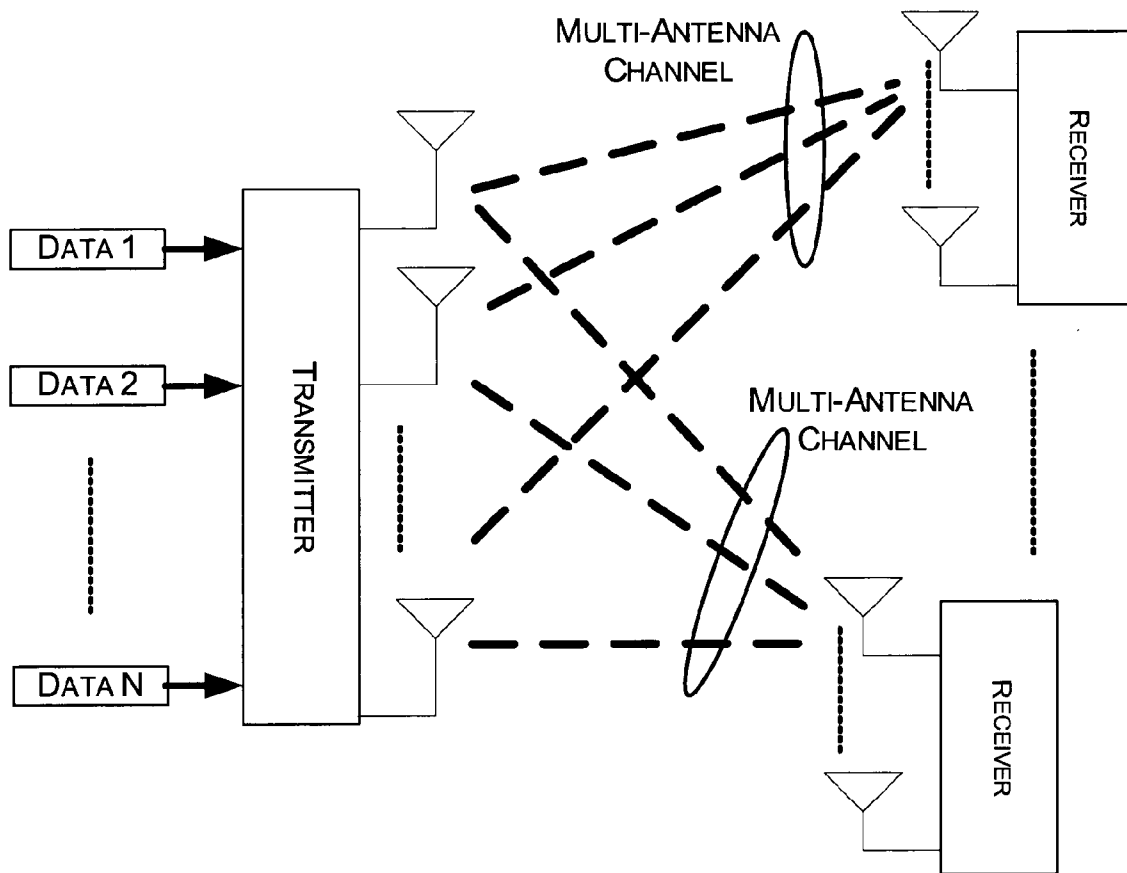 MULTI-ANTENNA
CHANNEL
RECEIVER
DATA 1
DATA 2
TRANSMITTER
MULTI-ANTENNA
CHANNEL
DATA N
RECEIVER